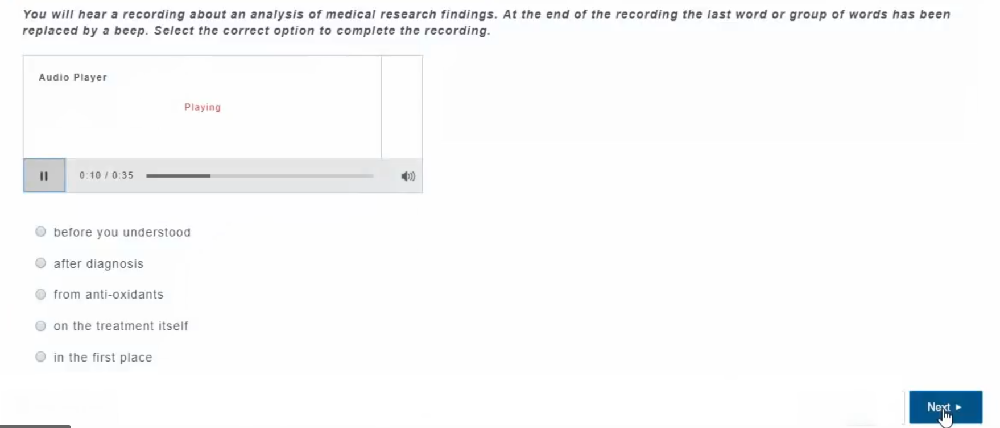 You will hear a recording about an analysis of medical research findings. At the end of the recording the last word or group of words has been
replaced by a beep. Select the correct option to complete the recording.
Audio Player
Playing
0:10 / 0:35
before you understood
after diagnosis
from anti-oxidants
on the treatment itself
in the first place
Next